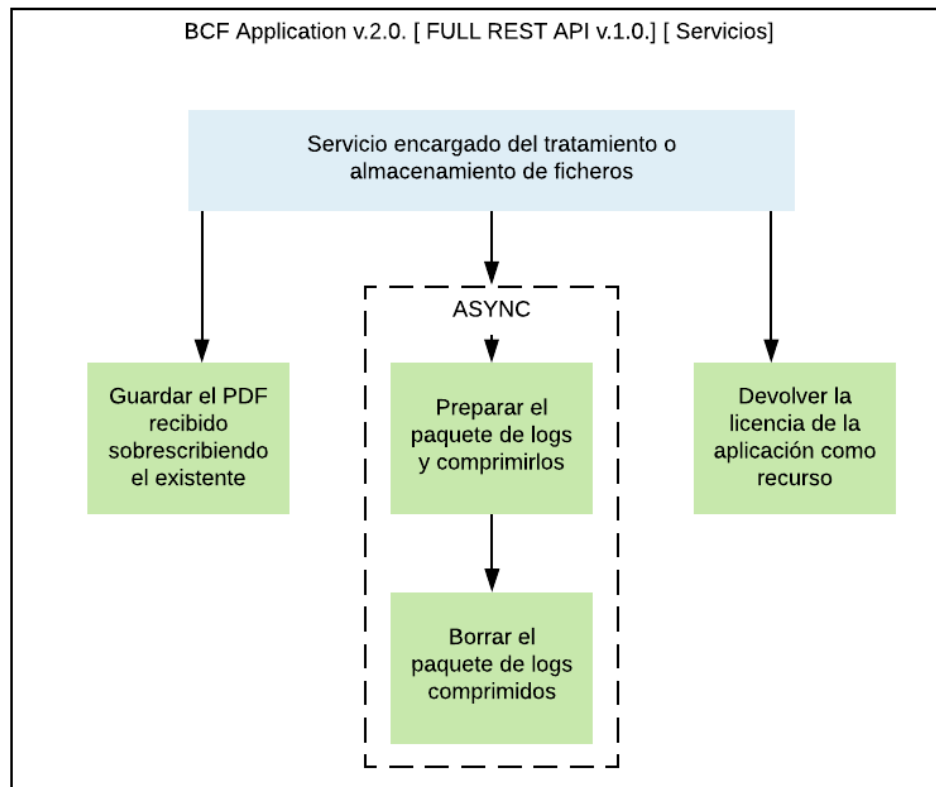 BCF Application v.2.0. [ FULL REST API v.1.0.] [ Servicios]
Servicio encargado del tratamiento o
almacenamiento de ficheros
ASYNC
Guardar el PDF
recibido
sobrescribiendo
el existente
Preparar el
paquete de logs
y comprimirlos
Devolver la
licencia de la
aplicación como
recurso
Borrar el
paquete de logs
comprimidos